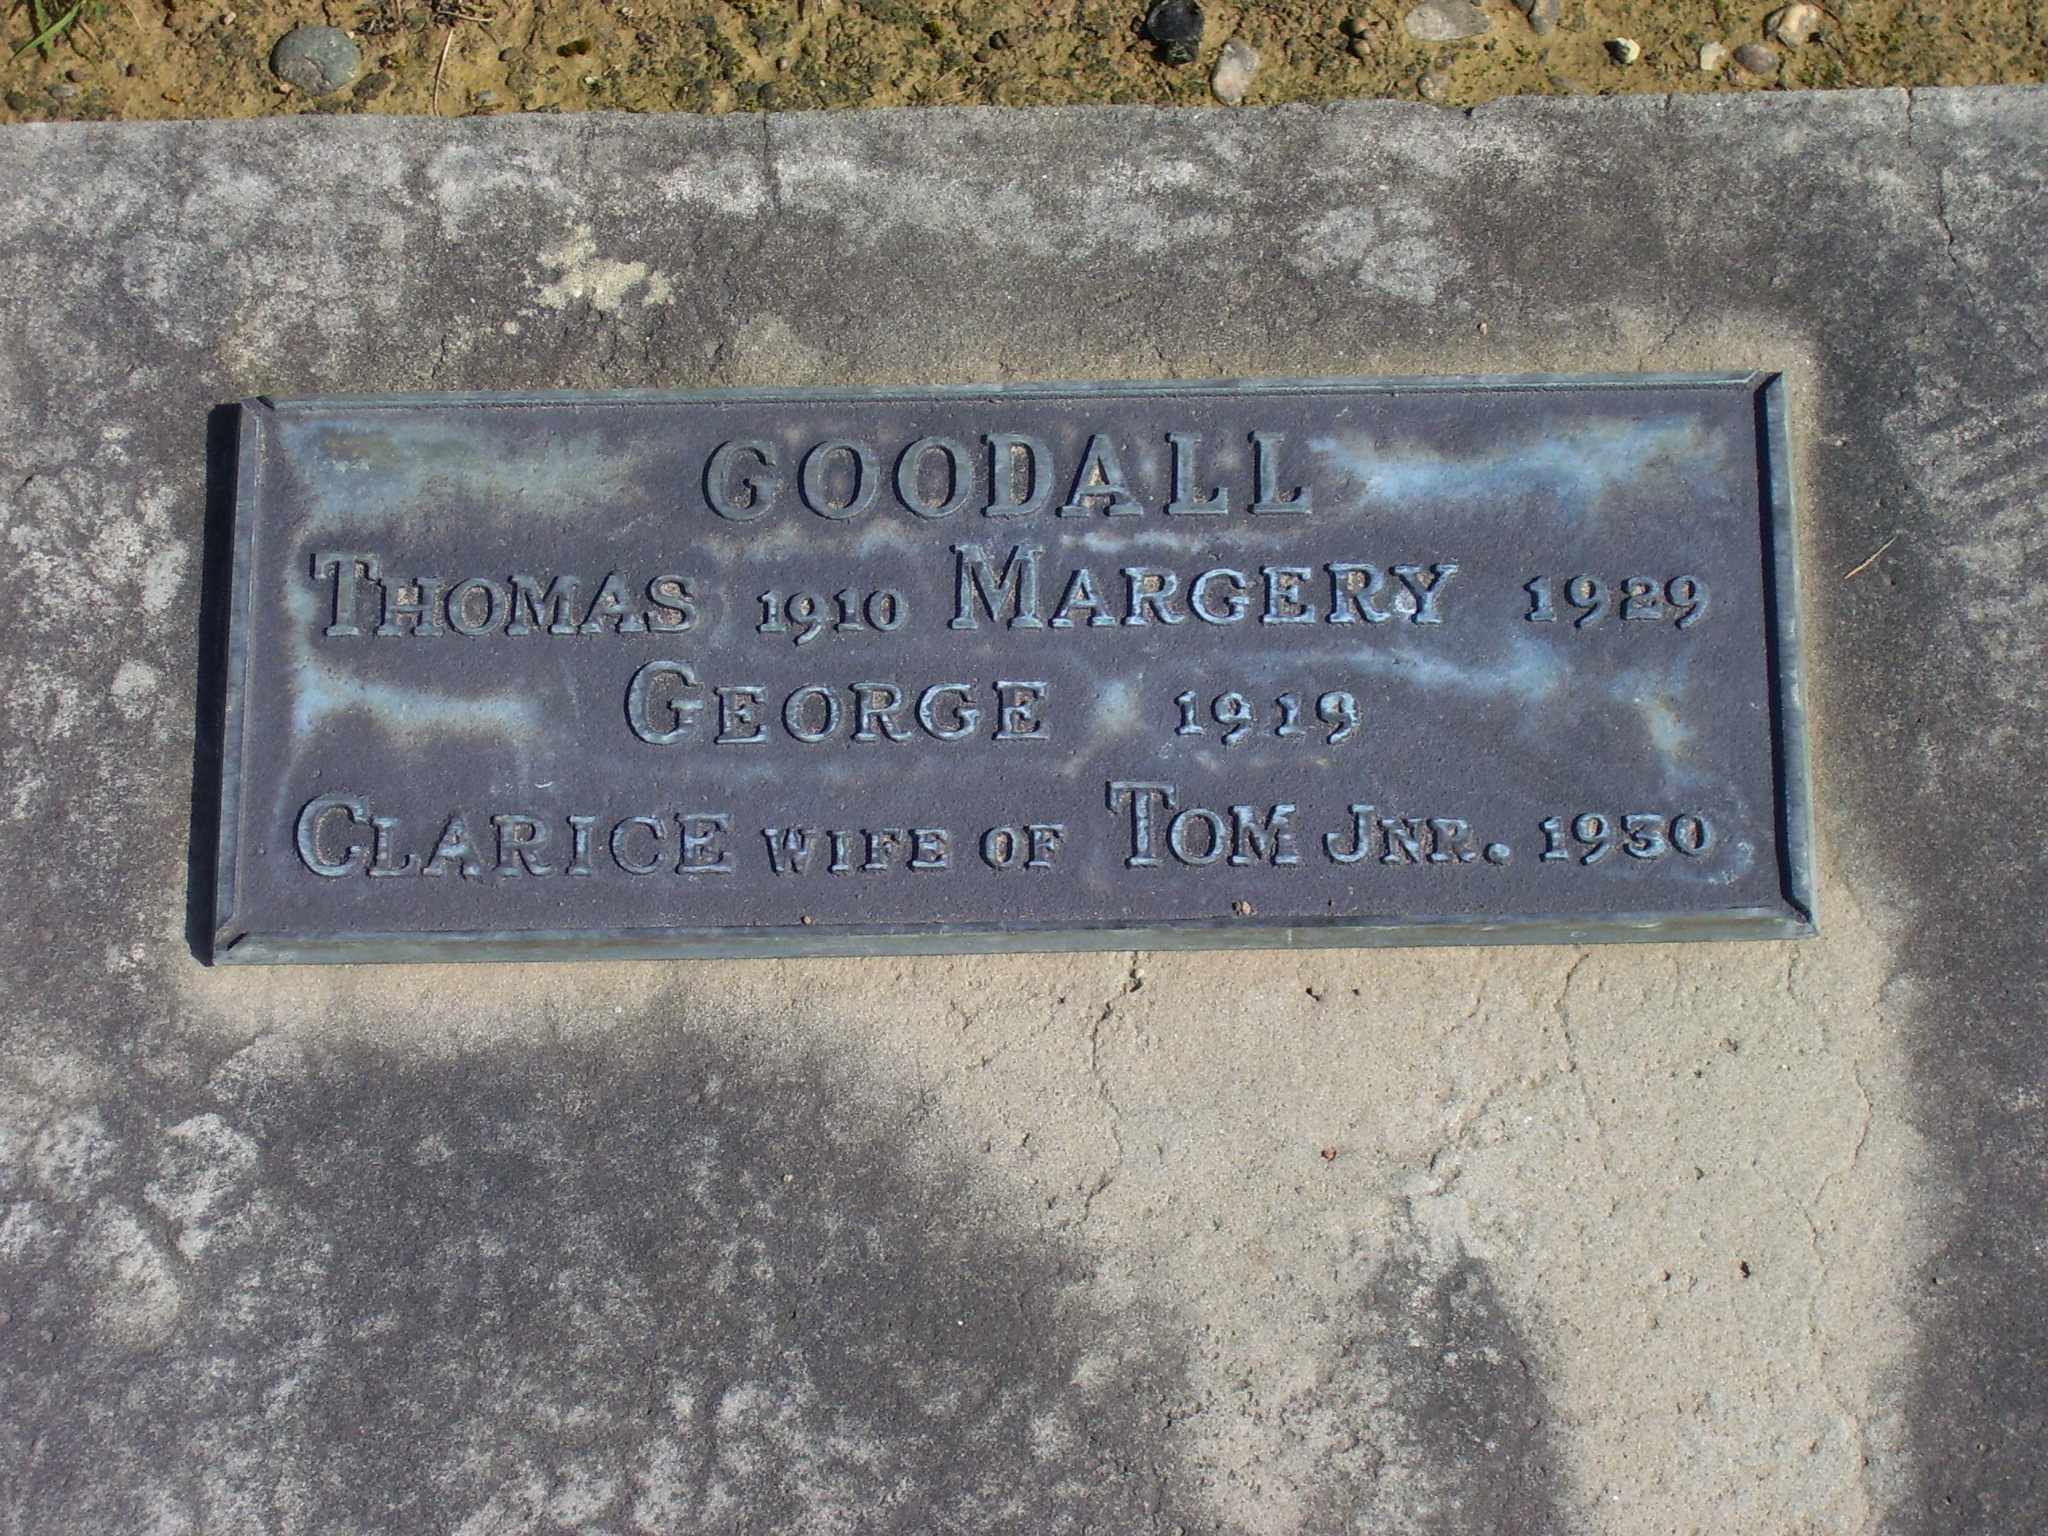 GOODALL
THOMAS 1910 MARGERY 1929
GEORGE 1919
CLARICE WIFE OF TOM JNR. 1930